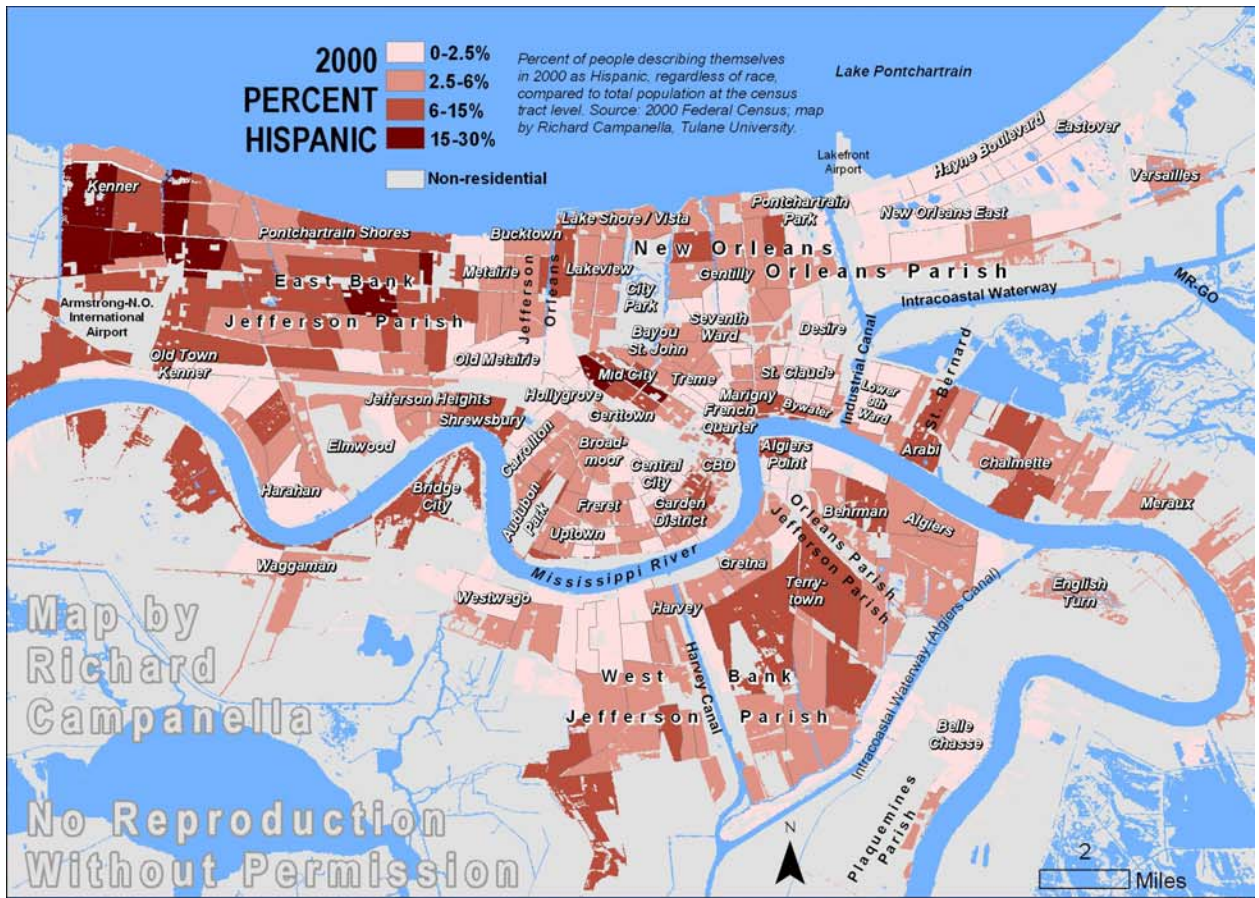 2000
PERCENT
HISPANIC
0-2.5%
2.5-6%
6-15%
15-30%
Non-residential
Percent of people describing themselves
in 2000 as Hispanic, regardless of race,
compared to total population at the census
tract level. Source: 2000 Federal Census; map
by Richard Campanella, Tulane University.
Lake Pontchartrain
Lakefront
Airport
Hayne Boulevard
Eastover
Versailles
Kenner
Pontchartrain Shores
Bucktown
Lake Shore / Vista
Pontchartrain
Park
New Orleans East
New Orleans
East Bank
Metairie
Jefferson
Orleans
Lakeview
City
Park
Gentilly
Orleans Parish
Intracoastal Waterway
MR-GO
Armstrong-N.O.
International
Airport
Jefferson Parish
Old Town
Kenner
Old Metairie
Bayou
St. John
Seventh
Ward
Desire
Industrial Canal
Mid City
Treme
St. Claude
Lower
9th
Ward
St. Bernard
Jefferson Heights
Hollygrove
Shrewsbury
Gerttown
Marigny
Bywater
French
Quarter
Elmwood
Carrollton
Broad-
moor
Central
City
CBD
Algiers
Point
Arabi
Chalmette
Meraux
Harahan
Bridge
City
Audubon
Park
Freret
Garden
District
Uptown
Behrman
Algiers
Orleans Parish
Jefferson Parish
Mississippi River
Waggaman
Gretna
Terry-
town
English
Turn
Westwego
Harvey
Harvey Canal
West Bank
Jefferson Parish
Intracoastal Waterway (Algiers Canal)
Belle
Chasse
Plaquemines
Parish
Map by
Richard
Campanella
No Reproduction
Without Permission
N
2
Miles